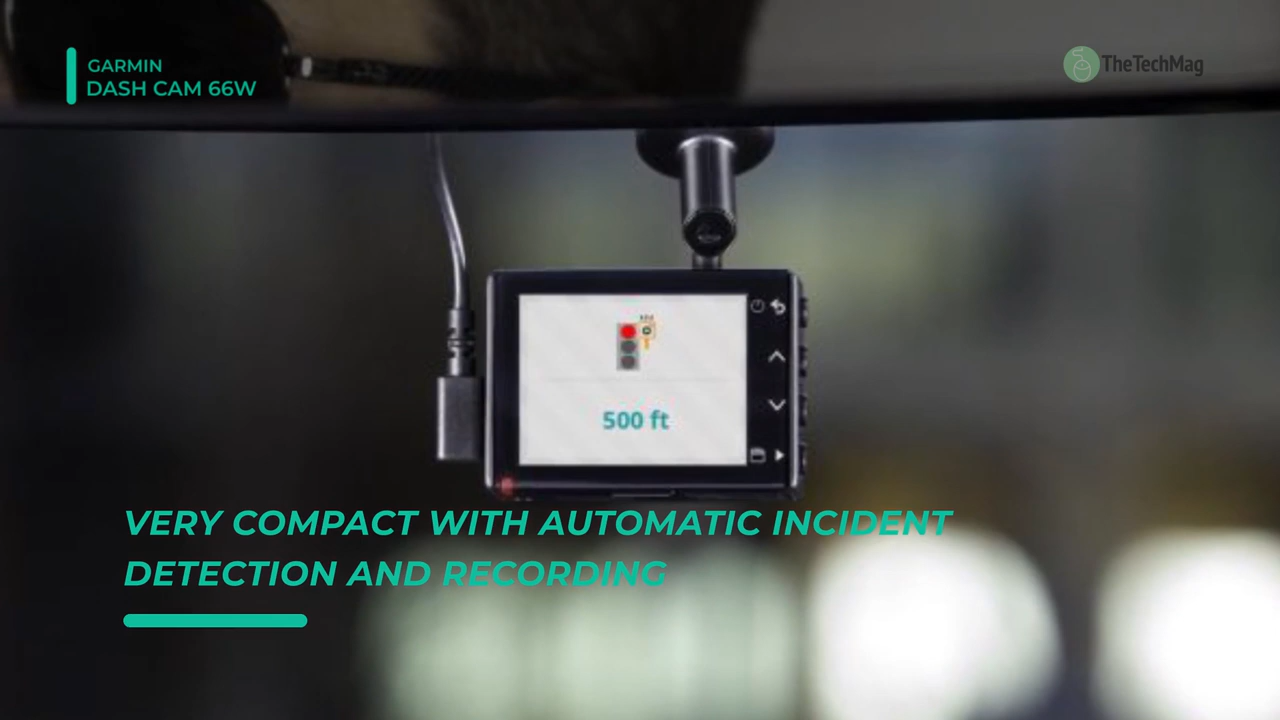 GARMIN
DASH CAM 66W
TheTechMag
500 ft
VERY COMPACT WITH AUTOMATIC INCIDENT
DETECTION AND RECORDING